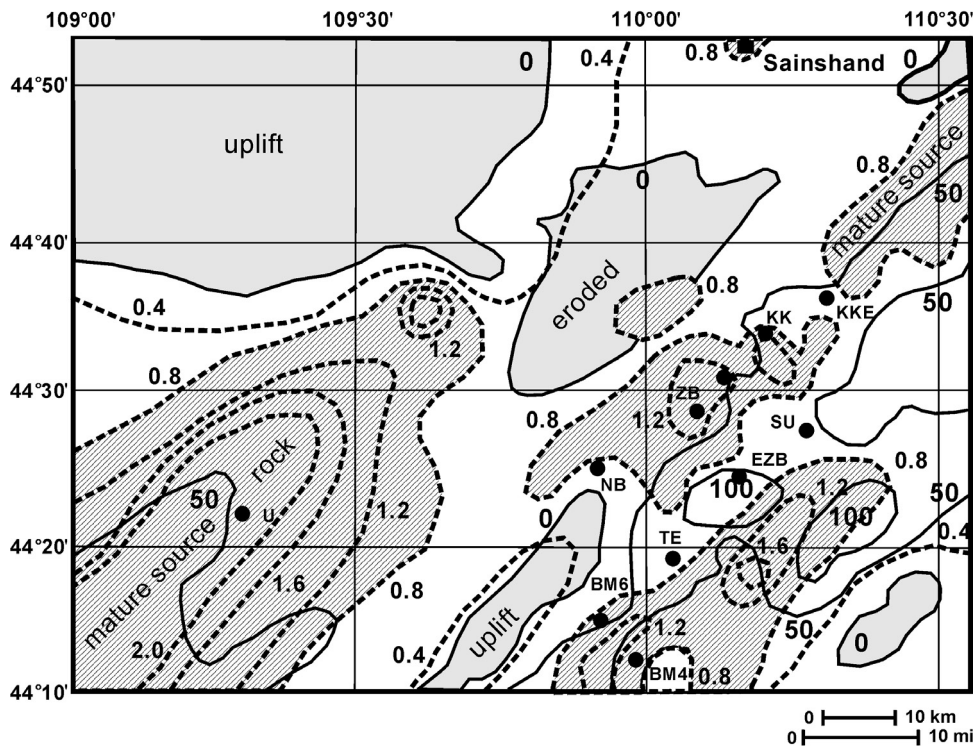 109°00' 109°30' 110°00' 110°30'
44°50'
44°40'
44°30'
44°20'
44°10'
0 0.4 0.8 Sainshand 0
uplift
0.8 mature source 50
0
eroded
0.4 0.8 50
KK KKE
1.2
0.8
ZB
0.8 1.2 SU
EZB 0.8
rock NB 100 1.2
50 U 0 50
1.2 100
TE 0.4
1.6
mature source 1.6 0.8 BM6
uplift 1.2 50
2.0 0.4 0
BM4 0.8
0 10 km
0 10 mi